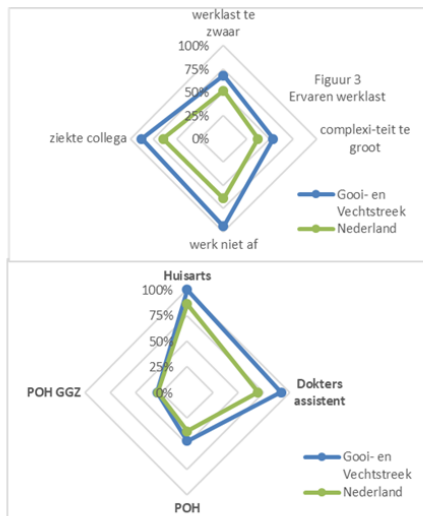 werklast te
zwaar
100%
75%
50%
25%
0%
Figuur 3
Ervaren werklast
ziekte collega
complexi-teit te
groot
Gooi- en
Vechtstreek
Nederland
werk niet af
Huisarts
100%
75%
50%
25%
0%
POH GGZ
Dokters
assistent
Gooi- en
Vechtstreek
Nederland
POH